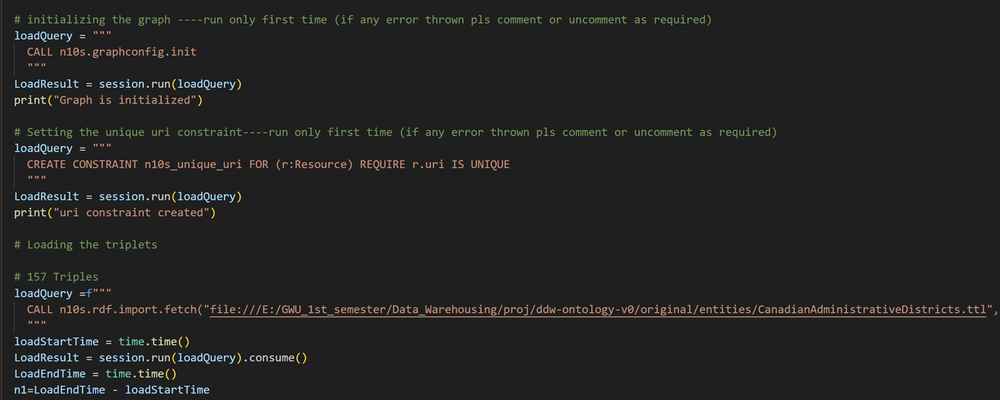 # initializing the graph ----run only first time (if any error thrown pls comment or uncomment as required)
loadQuery = """
CALL n10s.graphconfig.init
"""
LoadResult = session.run(loadQuery)
print("Graph is initialized")
# Setting the unique uri constraint----run only first time (if any error thrown pls comment or uncomment as required)
loadQuery = """
CREATE CONSTRAINT n10s_unique_uri FOR (r:Resource) REQUIRE r.uri IS UNIQUE
"""
LoadResult = session.run(loadQuery)
print("uri constraint created")
# Loading the triplets
# 157 Triples
loadQuery =f"""
CALL n10s.rdf.import.fetch("file:///E:/GWU_1st_semester/Data_Warehousing/proj/ddw-ontology-v0/original/entities/CanadianAdministrativeDistricts.ttl",
"""
loadStartTime = time.time()
LoadResult = session.run(loadQuery).consume()
LoadEndTime = time.time()
n1=LoadEndTime - loadStartTime